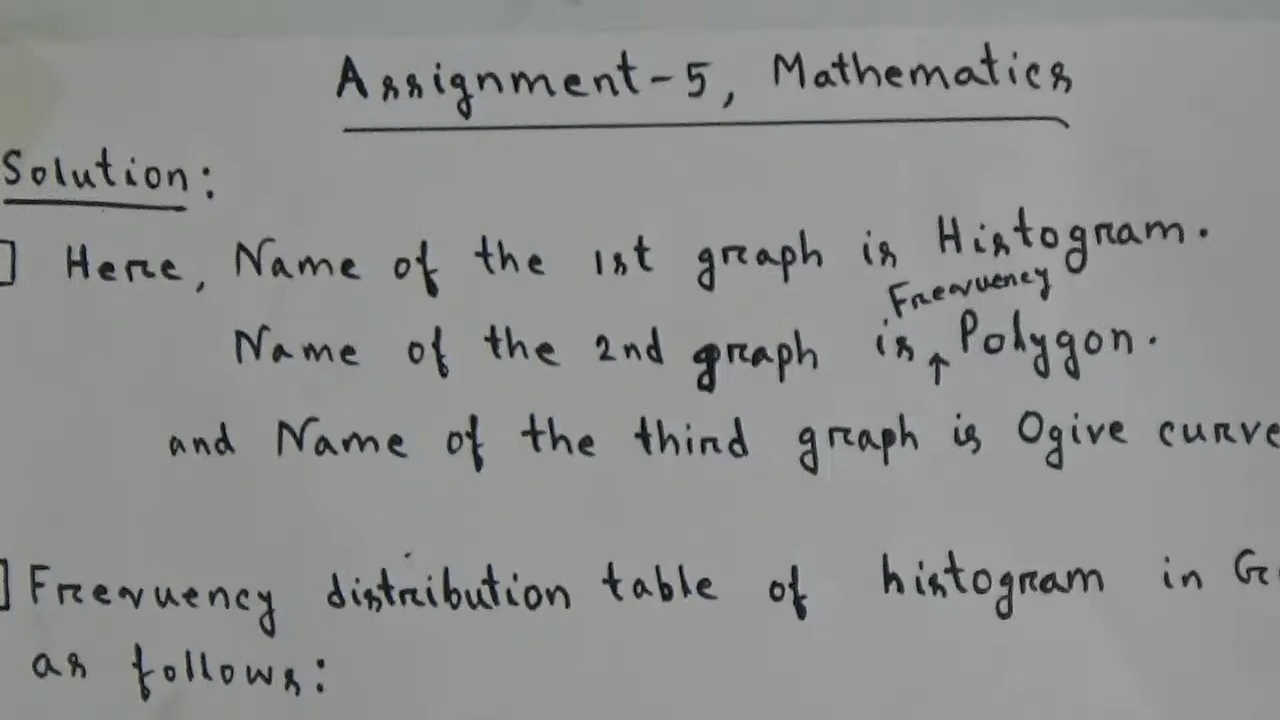 Assignment-5, Mathematics
Solution:
] Here, Name of the 1st graph is Histogram.
Frequency
Name of the 2nd graph is ↑ Polygon.
and Name of the third graph is Ogive curve
] Frequency distribution table of histogram in Gr
as follows: